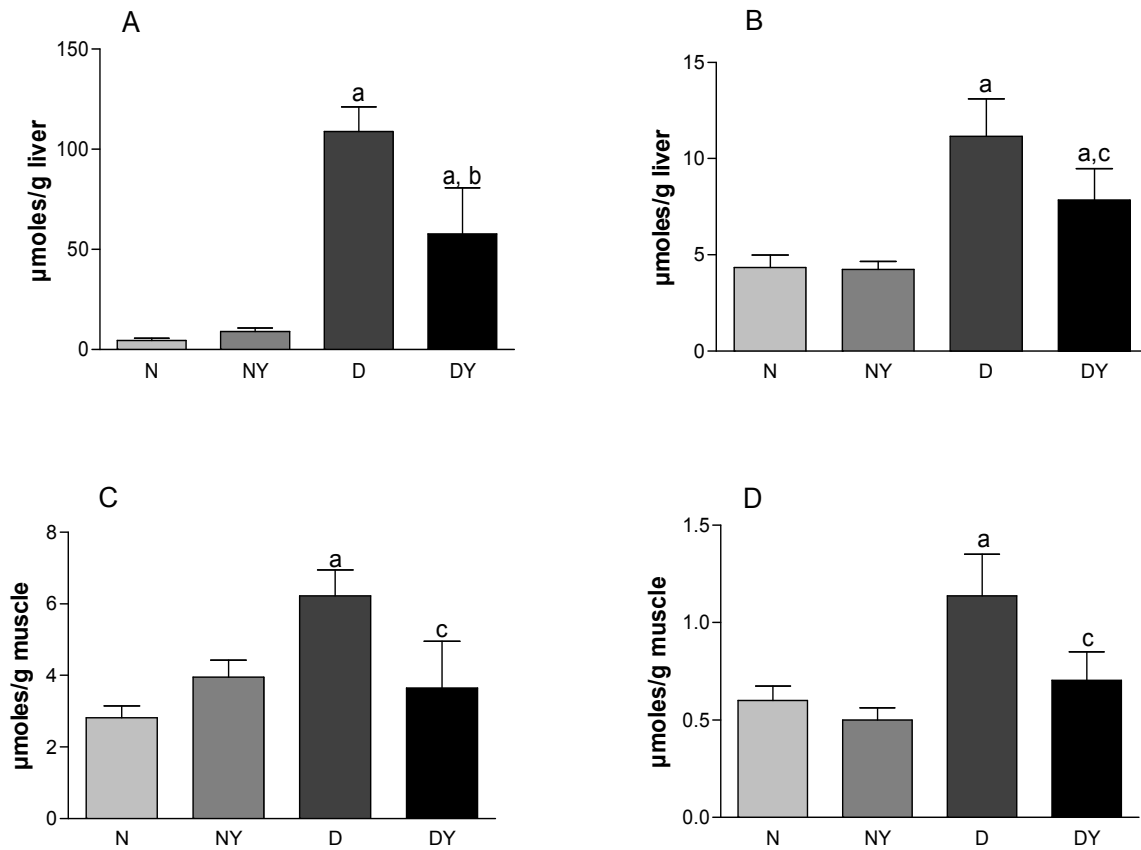 A
µmoles/g liver
150
100
50
0
a
a, b
N NY D DY
B
µmoles/g liver
15
10
5
0
a
a,c
N NY D DY
C
µmoles/g muscle
8
6
4
2
0
a
c
N NY D DY
D
µmoles/g muscle
1.5
1.0
0.5
0.0
a
c
N NY D DY